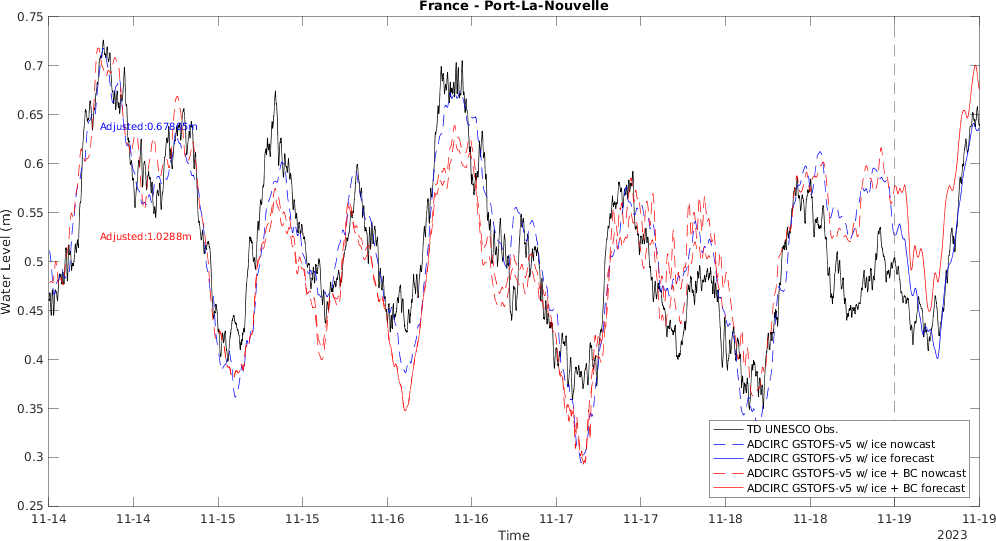 France - Port-La-Nouvelle
0.75
0.7
0.65
0.6
0.55
0.5
0.45
0.4
0.35
0.3
0.25
Water Level (m)
Adjusted:1.0288m
TD UNESCO Obs.
ADCIRC GSTOFS-v5 w/ ice nowcast
ADCIRC GSTOFS-v5 w/ ice forecast
ADCIRC GSTOFS-v5 w/ ice + BC nowcast
ADCIRC GSTOFS-v5 w/ ice + BC forecast
11-14 11-14 11-15 11-15 11-16 11-16 11-17 11-17 11-18 11-18 11-19 11-19
Time
2023